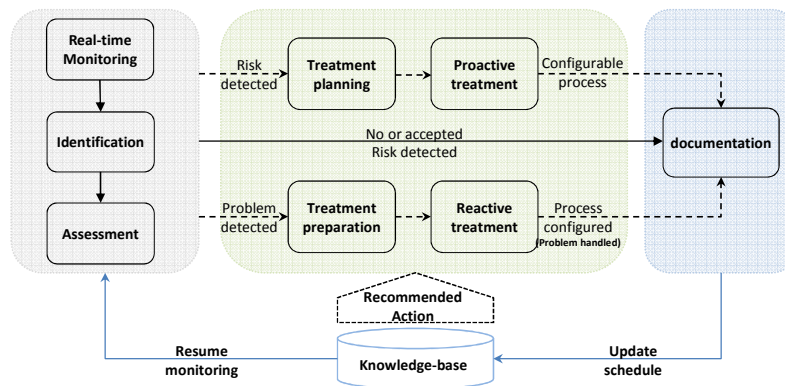 Real-time
Monitoring
Risk
detected
Treatment
planning
Proactive
treatment
Configurable
process
Identification
No or accepted
Risk detected
documentation
Assessment
Problem
detected
Treatment
preparation
Reactive
treatment
Process
configured
(Problem handled)
Recommended
Action
Resume
monitoring
Knowledge-base
Update
schedule